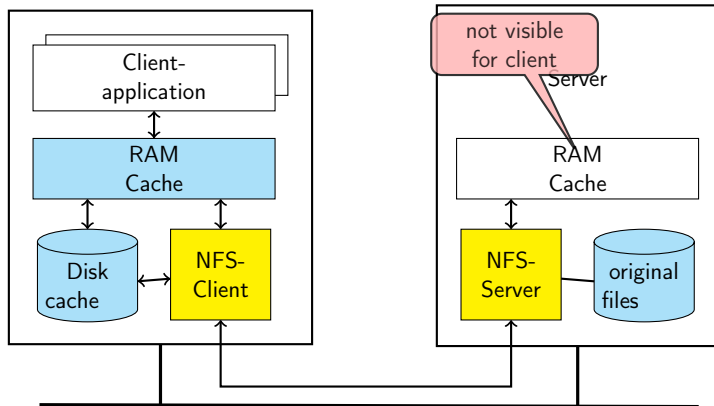 Client-
application
RAM
Cache
Disk
cache
NFS-
Client
not visible
for client
Server
RAM
Cache
NFS-
Server
original
files